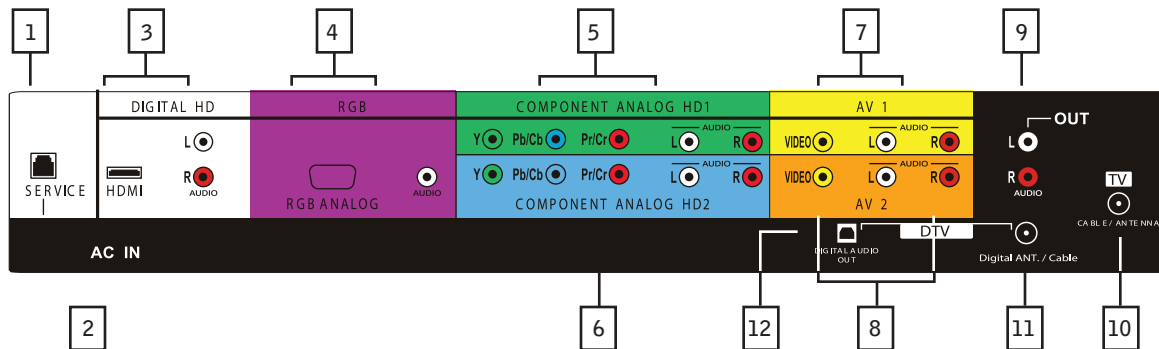 1 3 4 5 7 9
DIGITAL HD RGB COMPONENT ANALOG HD1 AV 1
OUT
L Y Pb/Cb Pr/Cr L AUDIO R VIDEO L AUDIO R L
SERVICE HDMI R AUDIO RGB ANALOG AUDIO Y Pb/Cb Pr/Cr L AUDIO R VIDEO L AUDIO R R AUDIO TV
COMPONENT ANALOG HD2 AV 2 CABLE/ANTENNA
DTV
AC IN DIGITAL AUDIO OUT Digital ANT. / Cable
2 6 12 8 11 10